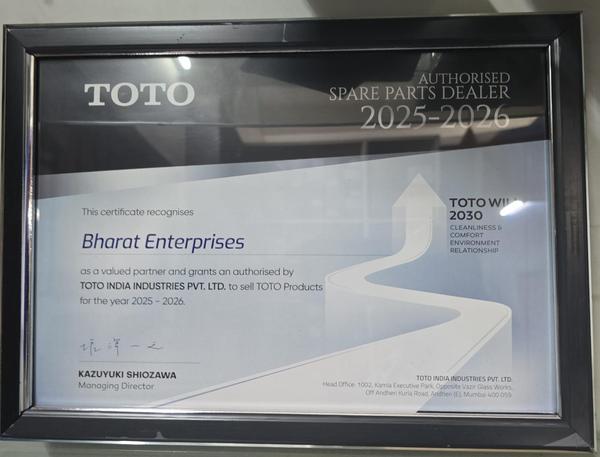 TOTO
AUTHORISED
SPARE PARTS DEALER
2025-2026
This certificate recognises
Bharat Enterprises
as a valued partner and grants an authorised by
TOTO INDIA INDUSTRIES PVT. LTD. to sell TOTO Products
for the year 2025 - 2026.
TOTO
2030
CLEANLINESS &
COMFORT
ENVIRONMENT
RELATIONSHIP
KAZUYUKI SHIOZAWA
Managing Director
TOTO INDIA INDUSTRIES PVT. LTD.
Head Office: 1002, Kamla Executive Park, Opposite Vazir Glass Works,
Off Andheri Kurla Road, Andheri (E), Mumbai 400 059.